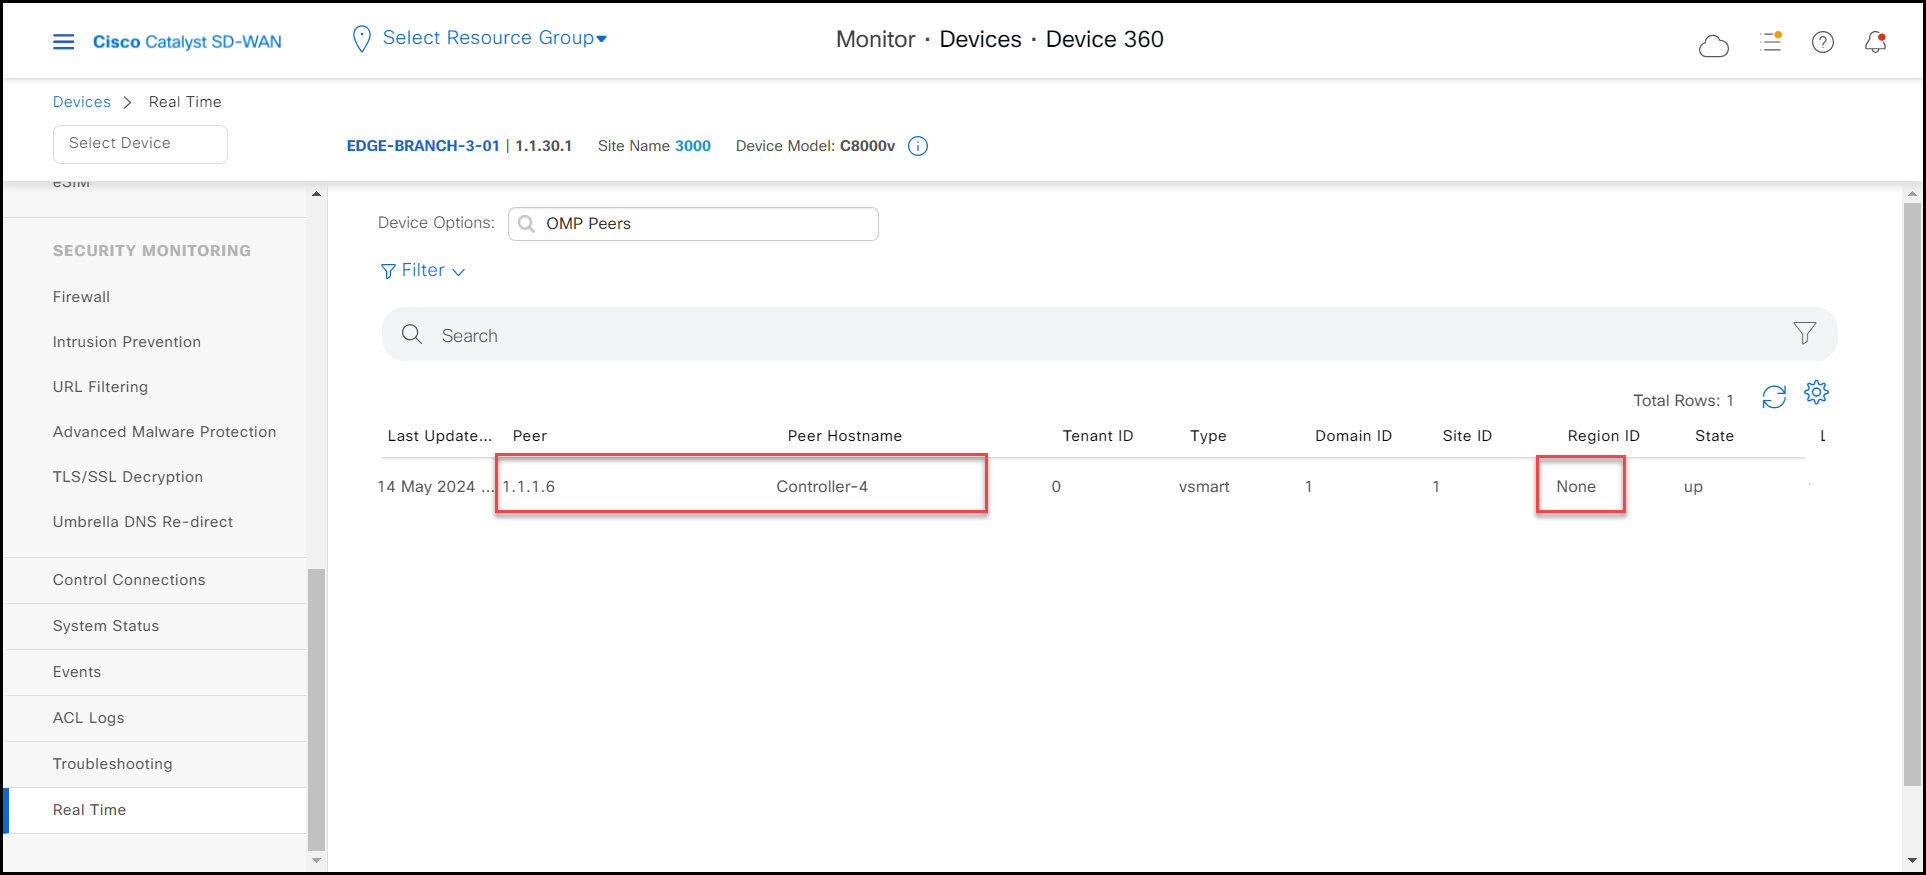 Cisco Catalyst SD-WAN
Select Resource Group
Monitor · Devices · Device 360
Devices > Real Time
Select Device
EDGE-BRANCH-3-01 | 1.1.30.1 Site Name 3000 Device Model: C8000v
eSIM
SECURITY MONITORING
Firewall
Intrusion Prevention
URL Filtering
Advanced Malware Protection
TLS/SSL Decryption
Umbrella DNS Re-direct
Control Connections
System Status
Events
ACL Logs
Troubleshooting
Real Time
Device Options: OMP Peers
Filter
Search
Total Rows: 1
Last Update... Peer Peer Hostname Tenant ID Type Domain ID Site ID Region ID State
14 May 2024 ... 1.1.1.6 Controller-4 0 vsmart 1 1 None up